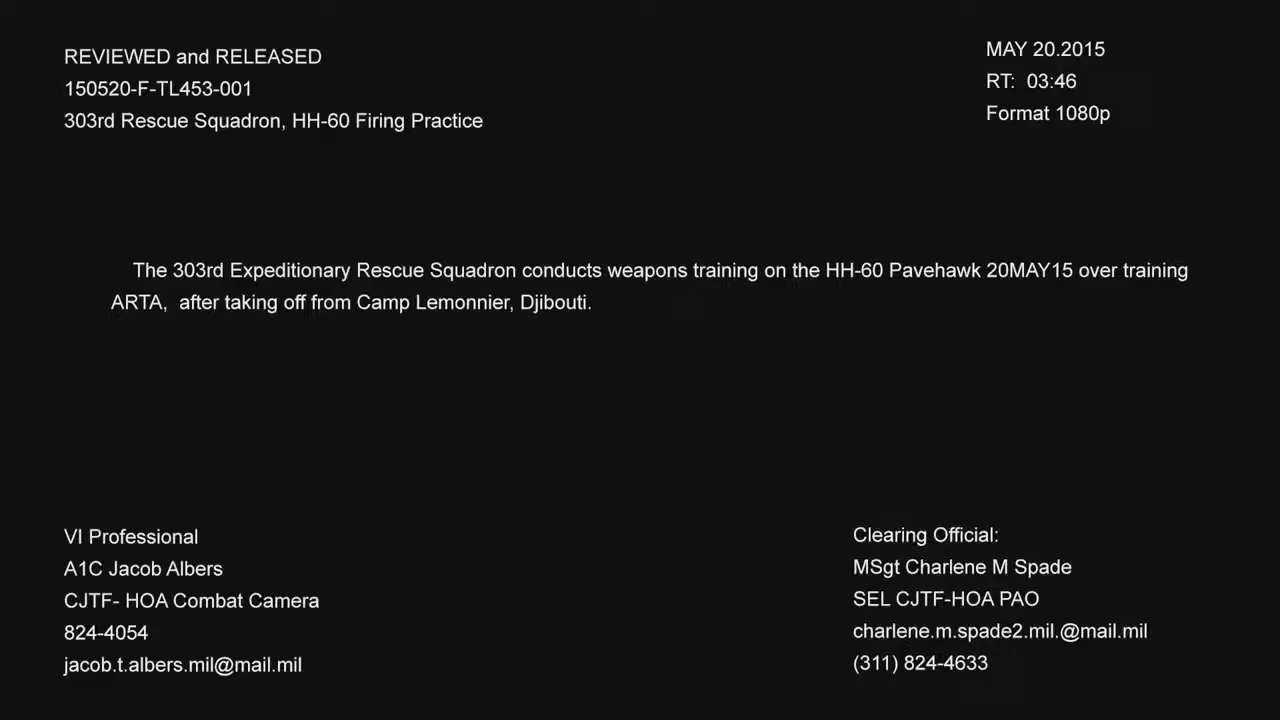 REVIEWED and RELEASED
150520-F-TL453-001
303rd Rescue Squadron, HH-60 Firing Practice
MAY 20.2015
RT:  03:46
Format 1080p
The 303rd Expeditionary Rescue Squadron conducts weapons training on the HH-60 Pavehawk 20MAY15 over training
ARTA,  after taking off from Camp Lemonnier, Djibouti.
VI Professional
A1C Jacob Albers
CJTF- HOA Combat Camera
824-4054
jacob.t.albers.mil@mail.mil
Clearing Official:
MSgt Charlene M Spade
SEL CJTF-HOA PAO
charlene.m.spade2.mil.@mail.mil
(311) 824-4633